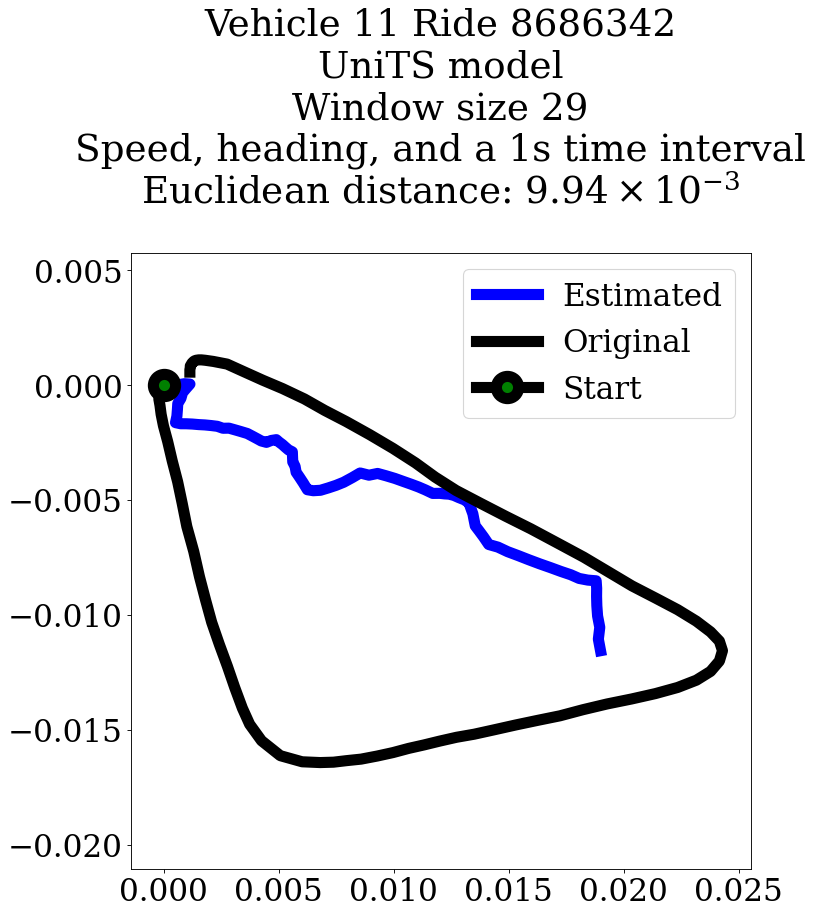 Vehicle 11 Ride 8686342
UniTS model
Window size 29
Speed, heading, and a 1s time interval
Euclidean distance: 9.94 × 10⁻³
Estimated
Original
Start
0.005
0.000
−0.005
−0.010
−0.015
−0.020
0.000 0.005 0.010 0.015 0.020 0.025